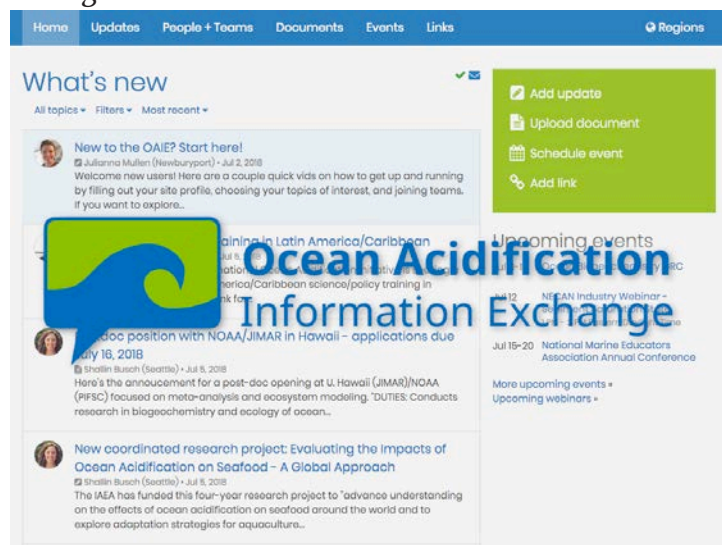 Home Updates People + Teams Documents Events Links Regions
What's new
All topics Filters Most recent
New to the OAIE? Start here!
Julianna Mullen (Newburyport) • Jul 2, 2018
Welcome new users! Here are a couple quick vids on how to get up and running
by filling out your site profile, choosing your topics of interest, and joining teams.
If you want to explore...
in Latin America/Caribbean
erica/Caribbean science/policy training in
Ocean Acidification
Information Exchange
doc position with NOAA/JIMAR in Hawaii - applications due
July 16, 2018
Shallin Busch (Seattle) • Jul 5, 2018
Here's the annoucement for a post-doc opening at U. Hawaii (JIMAR)/NOAA
(PIFSC) focused on meta-analysis and ecosystem modeling. "DUTIES: Conducts
research in biogeochemistry and ecology of ocean...
New coordinated research project: Evaluating the Impacts of
Ocean Acidification on Seafood - A Global Approach
Shallin Busch (Seattle) • Jul 5, 2018
The IAEA has funded this four-year research project to "advance understanding
on the effects of ocean acidification on seafood around the world and to
explore adaptation strategies for aquaculture...
Add update
Upload document
Schedule event
Add link
Upcoming events
GRC
Jul 12 NECAN Industry Webinar -
Jul 15-20 National Marine Educators
Association Annual Conference
More upcoming events »
Upcoming webinars »